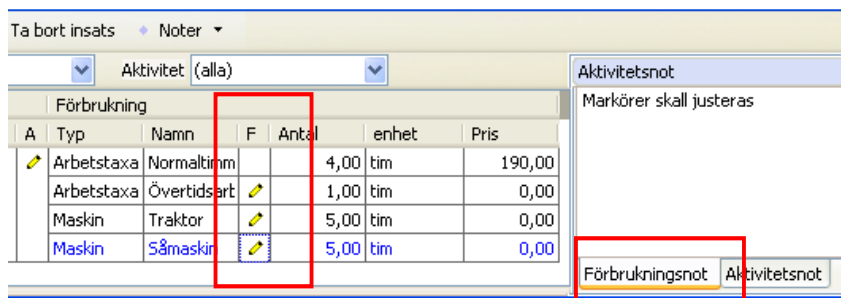 Ta bort insats Noter
Aktivitet (alla)
Aktivitetsnot
Markörer skall justeras
Förbrukning
A Typ Namn F Antal enhet Pris
Arbetstaxa Normaltimm 4,00 tim 190,00
Arbetstaxa Övertidsart 1,00 tim 0,00
Maskin Traktor 5,00 tim 0,00
Maskin Såmaskin 5,00 tim 0,00
Förbrukningsnot Aktivitetsnot